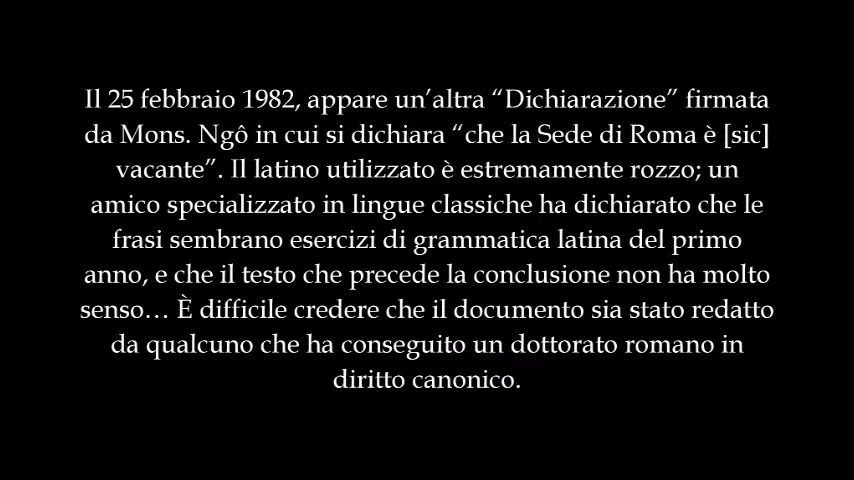 Il 25 febbraio 1982, appare un’altra “Dichiarazione” firmata
da Mons. Ngô in cui si dichiara “che la Sede di Roma è [sic]
vacante”. Il latino utilizzato è estremamente rozzo; un
amico specializzato in lingue classiche ha dichiarato che le
frasi sembrano esercizi di grammatica latina del primo
anno, e che il testo che precede la conclusione non ha molto
senso… È difficile credere che il documento sia stato redatto
da qualcuno che ha conseguito un dottorato romano in
diritto canonico.